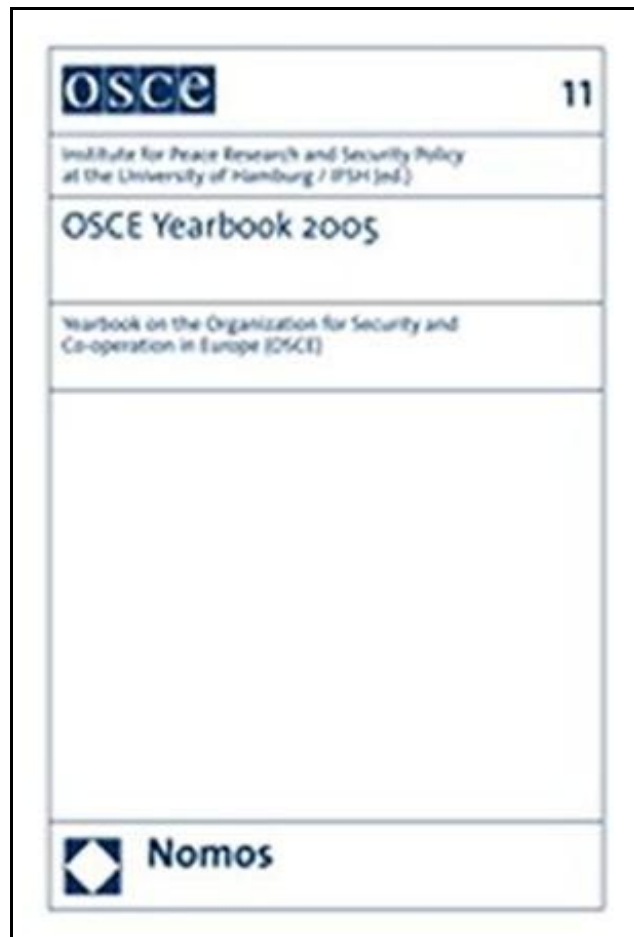 osce
11
Institute for Peace Research and Security Policy
at the University of Hamburg / IFSH (ed.)
OSCE Yearbook 2005
Yearbook on the Organization for Security and
Co-operation in Europe (OSCE)
Nomos